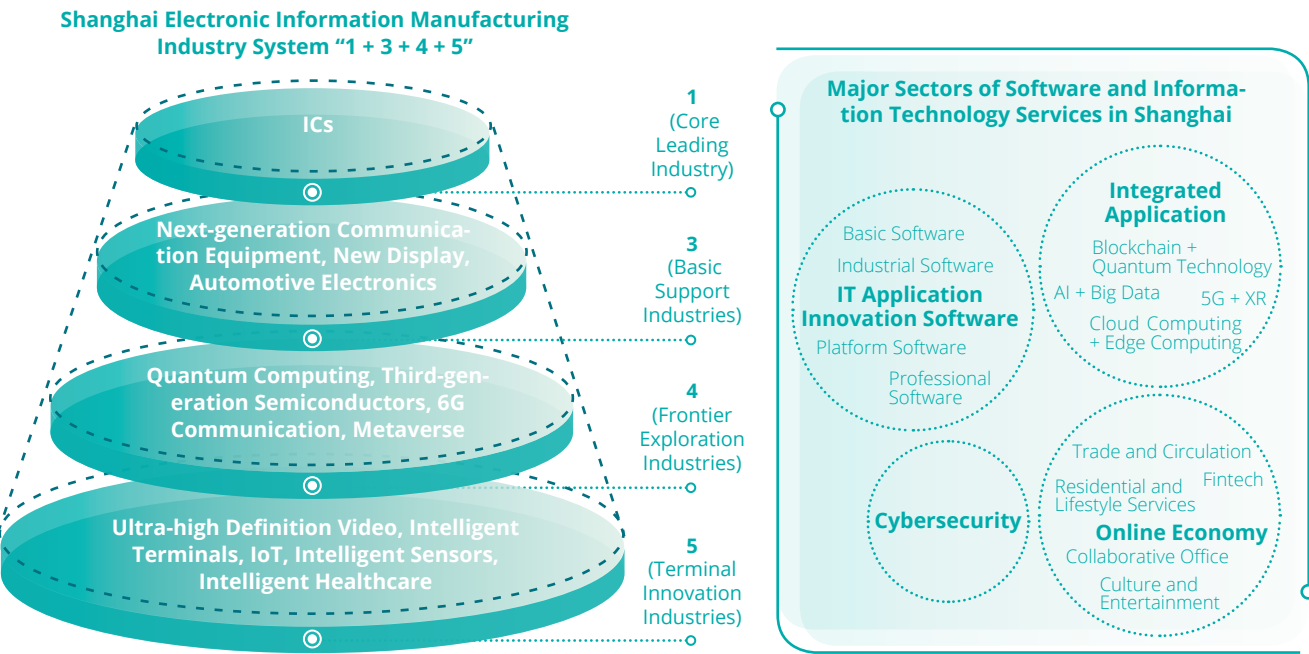 Shanghai Electronic Information Manufacturing
Industry System “1 + 3 + 4 + 5”
ICs
1
(Core
Leading
Industry)
Next-generation Communica-
tion Equipment, New Display,
Automotive Electronics
3
(Basic
Support
Industries)
Quantum Computing, Third-gen-
eration Semiconductors, 6G
Communication, Metaverse
4
(Frontier
Exploration
Industries)
Ultra-high Definition Video, Intelligent
Terminals, IoT, Intelligent Sensors,
Intelligent Healthcare
5
(Terminal
Innovation
Industries)
Major Sectors of Software and Informa-
tion Technology Services in Shanghai
Basic Software
Industrial Software
IT Application
Innovation Software
Platform Software
Professional
Software
Integrated
Application
Blockchain +
Quantum Technology
AI + Big Data
5G + XR
Cloud Computing
+ Edge Computing
Cybersecurity
Trade and Circulation
Fintech
Residential and
Lifestyle Services
Online Economy
Collaborative Office
Culture and
Entertainment